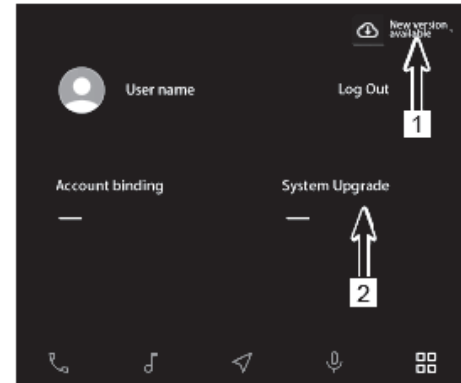 New version
available
User name
Log Out
1
Account binding
System Upgrade
2